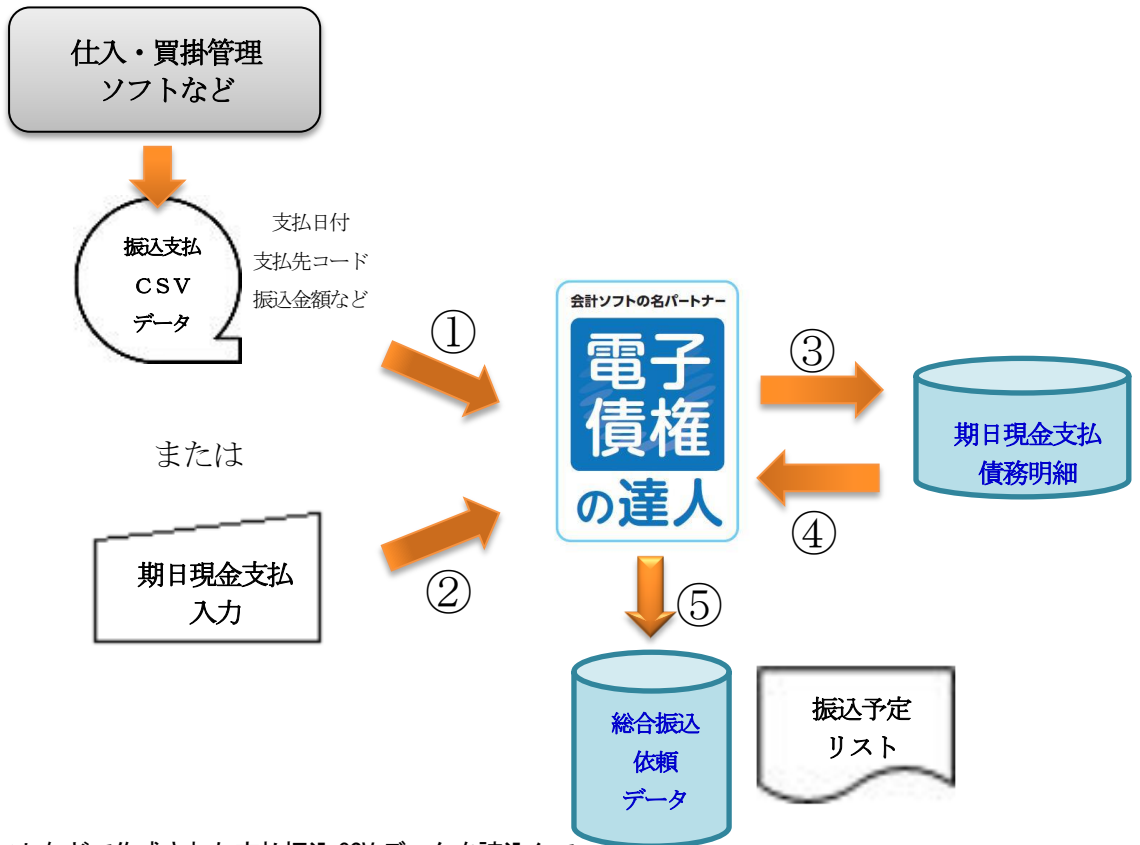 仕入・買掛管理
ソフトなど
振込支払
ＣＳＶ
データ
支払日付
支払先コード
振込金額など
①
または
期日現金支払
入力
②
会計ソフトの名パートナー
電子
債権
の達人
③
期日現金支払
債務明細
④
⑤
総合振込
依頼
データ
振込予定
リスト